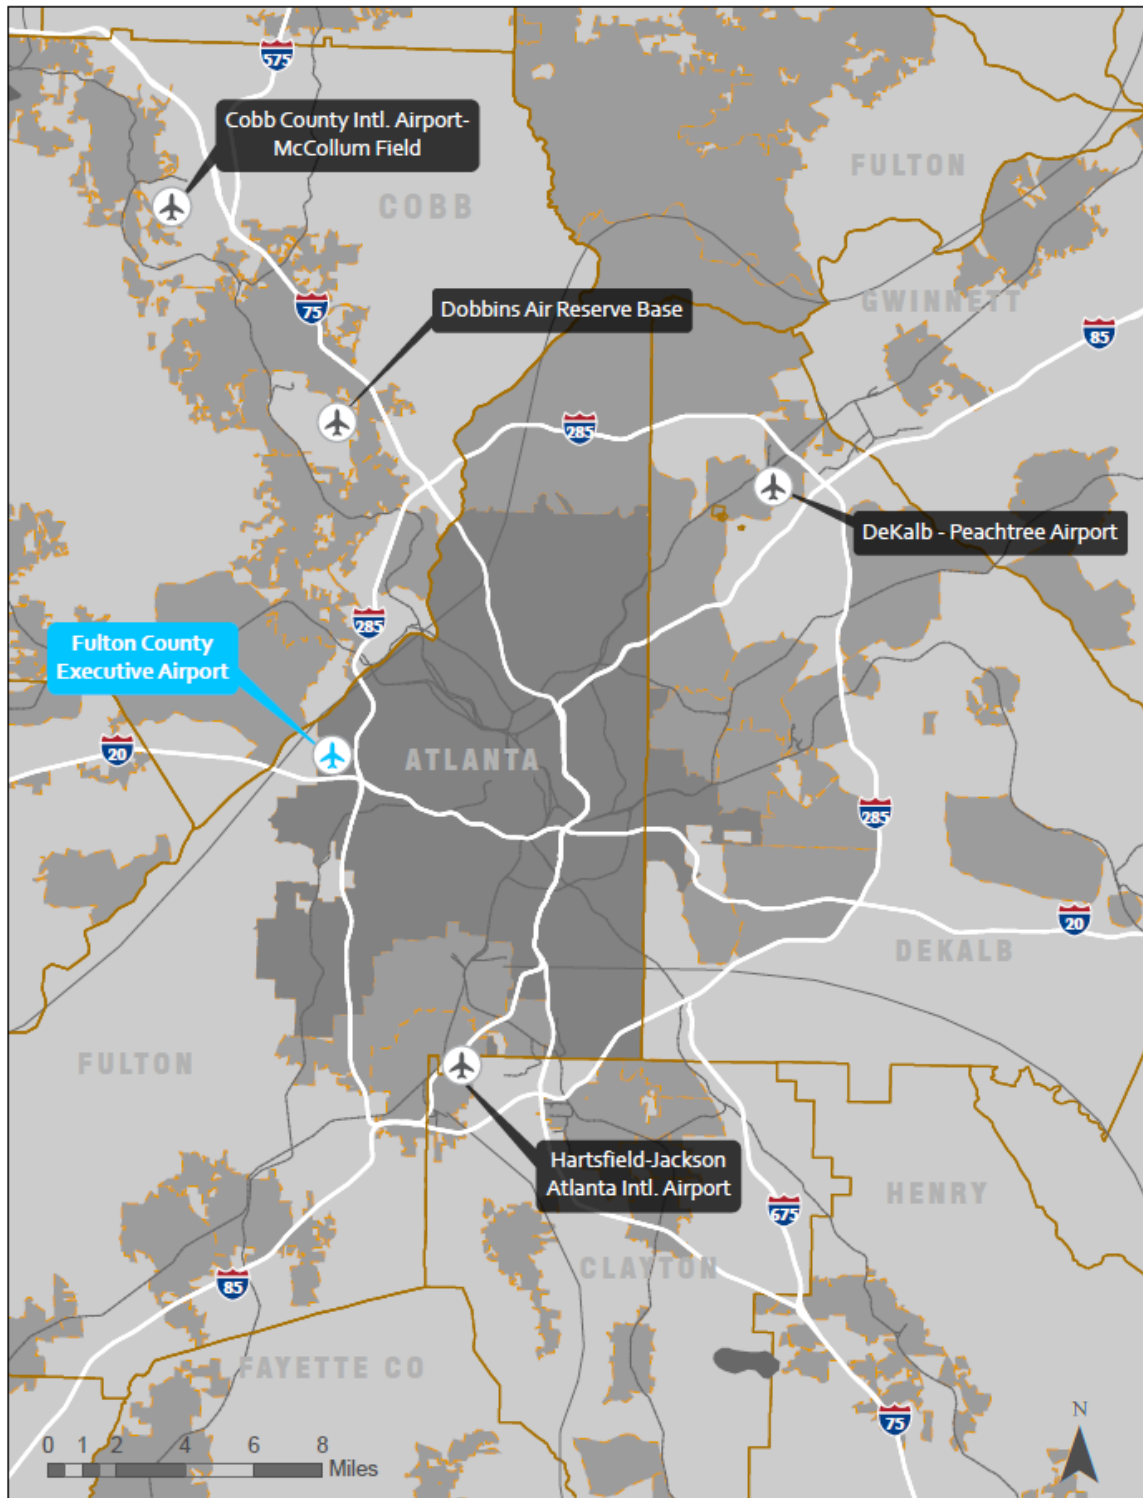 575
Cobb County Intl. Airport-
McCollum Field
FULTON
COBB
GWINNETT
75
Dobbins Air Reserve Base
85
285
DeKalb - Peachtree Airport
285
Fulton County
Executive Airport
20
ATLANTA
285
20
DEKALB
FULTON
Hartsfield-Jackson
Atlanta Intl. Airport
HENRY
675
CLAYTON
85
FAYETTE CO
75
N
0 1 2 4 6 8
Miles